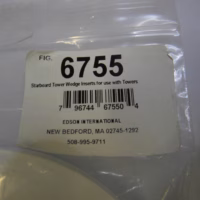 6755
Starboard Tower Wedge Inserts for use with Towers
7 96744 67550 4
EDSON INTERNATIONAL
NEW BEDFORD, MA 02745-1292
508-995-9711